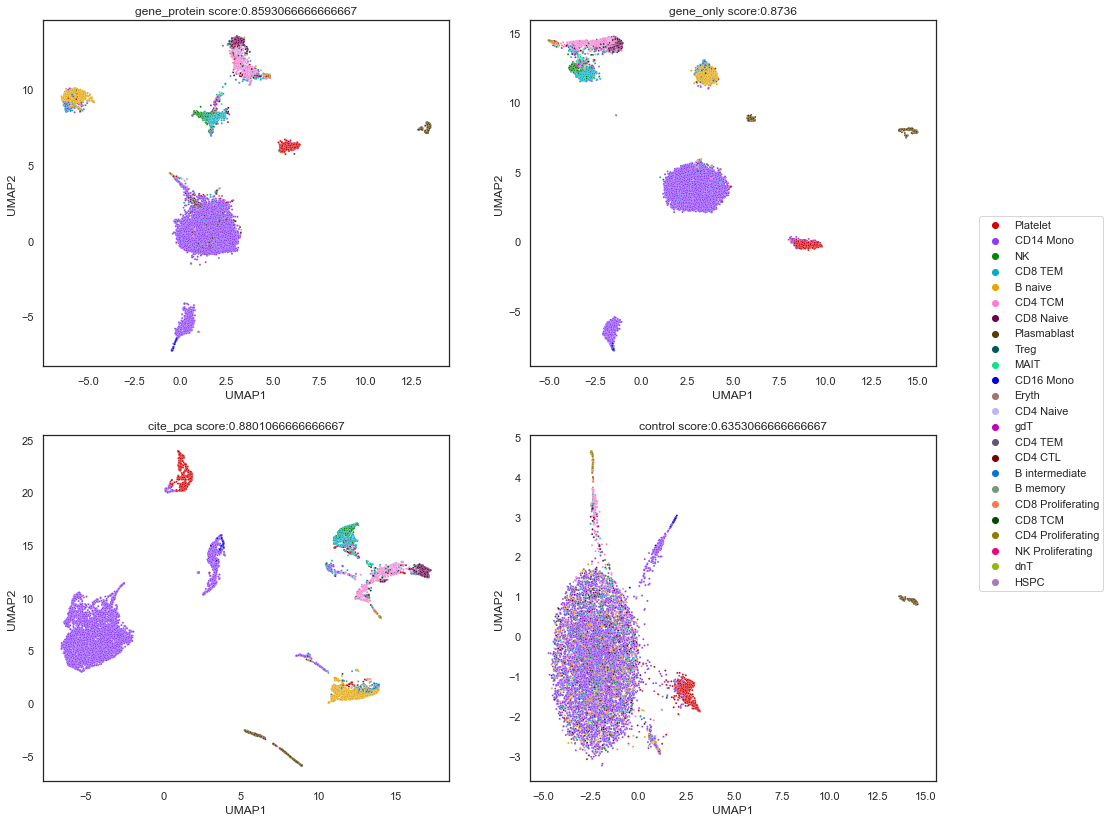 gene_protein score:0.8593066666666667
gene_only score:0.8736
UMAP2
10
5
0
−5
−5.0 −2.5 0.0 2.5 5.0 7.5 10.0 12.5
UMAP1
UMAP2
15
10
5
0
−5
−5.0 −2.5 0.0 2.5 5.0 7.5 10.0 12.5 15.0
UMAP1
cite_pca score:0.8801066666666667
control score:0.6353066666666667
UMAP2
25
20
15
10
5
0
−5
−5 0 5 10 15
UMAP1
UMAP2
5
4
3
2
1
0
−1
−2
−3
−5.0 −2.5 0.0 2.5 5.0 7.5 10.0 12.5 15.0
UMAP1
Platelet
CD14 Mono
NK
CD8 TEM
B naive
CD4 TCM
CD8 Naive
Plasmablast
Treg
MAIT
CD16 Mono
Eryth
CD4 Naive
gdT
CD4 TEM
CD4 CTL
B intermediate
B memory
CD8 Proliferating
CD8 TCM
CD4 Proliferating
NK Proliferating
dnT
HSPC